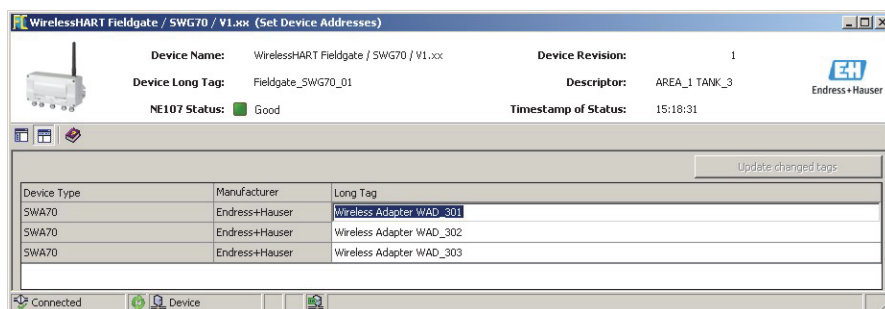 WirelessHART Fieldgate / SWG70 / V1.xx (Set Device Addresses)
Device Name: WirelessHART Fieldgate / SWG70 / V1.xx Device Revision: 1
Device Long Tag: Fieldgate_SWG70_01 Descriptor: AREA_1 TANK_3
EH
Endress+Hauser
NE107 Status: Good Timestamp of Status: 15:18:31
Update changed tags
Device Type Manufacturer Long Tag
SWA70 Endress+Hauser Wireless Adapter WAD_301
SWA70 Endress+Hauser Wireless Adapter WAD_302
SWA70 Endress+Hauser Wireless Adapter WAD_303
Connected Device